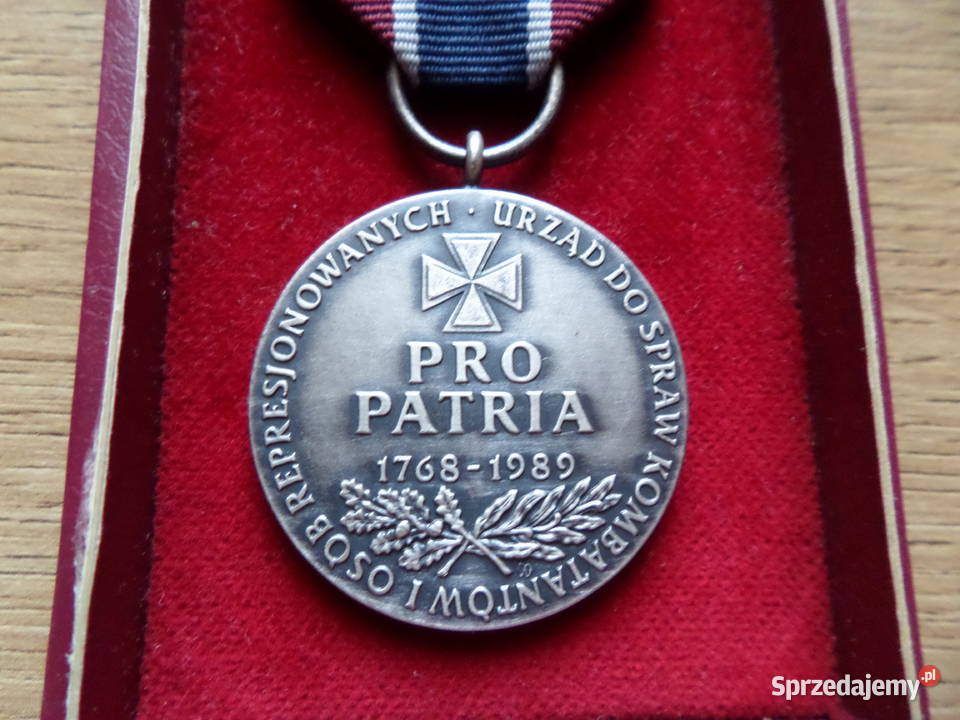 URZĄD DO SPRAW KOMBATANTÓW I OSÓB REPRESJONOWANYCH ·
PRO
PATRIA
1768-1989
Sprzedajemy.pl